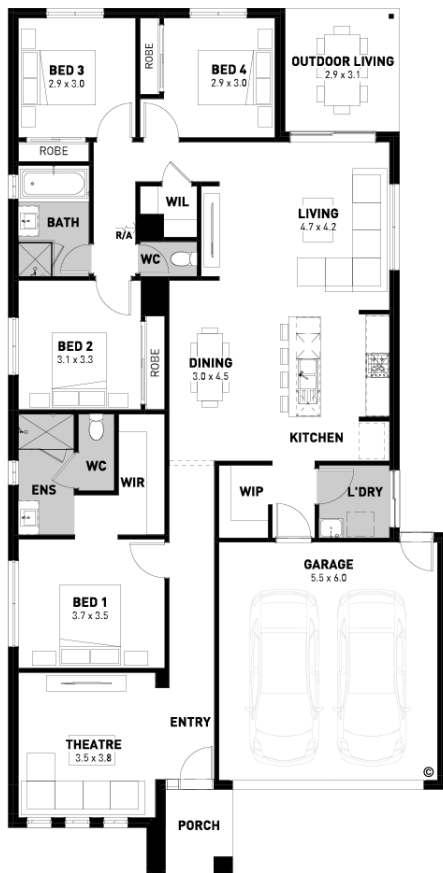 BED 3
2.9 x 3.0
ROBE
BED 4
2.9 x 3.0
OUTDOOR LIVING
2.9 x 3.1
ROBE
WIL
BATH
LIVING
4.7 x 4.2
R/A
WC
BED 2
3.1 x 3.3
ROBE
DINING
3.0 x 4.5
KITCHEN
WC
WIR
ENS
WIP
L'DRY
GARAGE
5.5 x 6.0
BED 1
3.7 x 3.5
ENTRY
THEATRE
3.5 x 3.8
©
PORCH